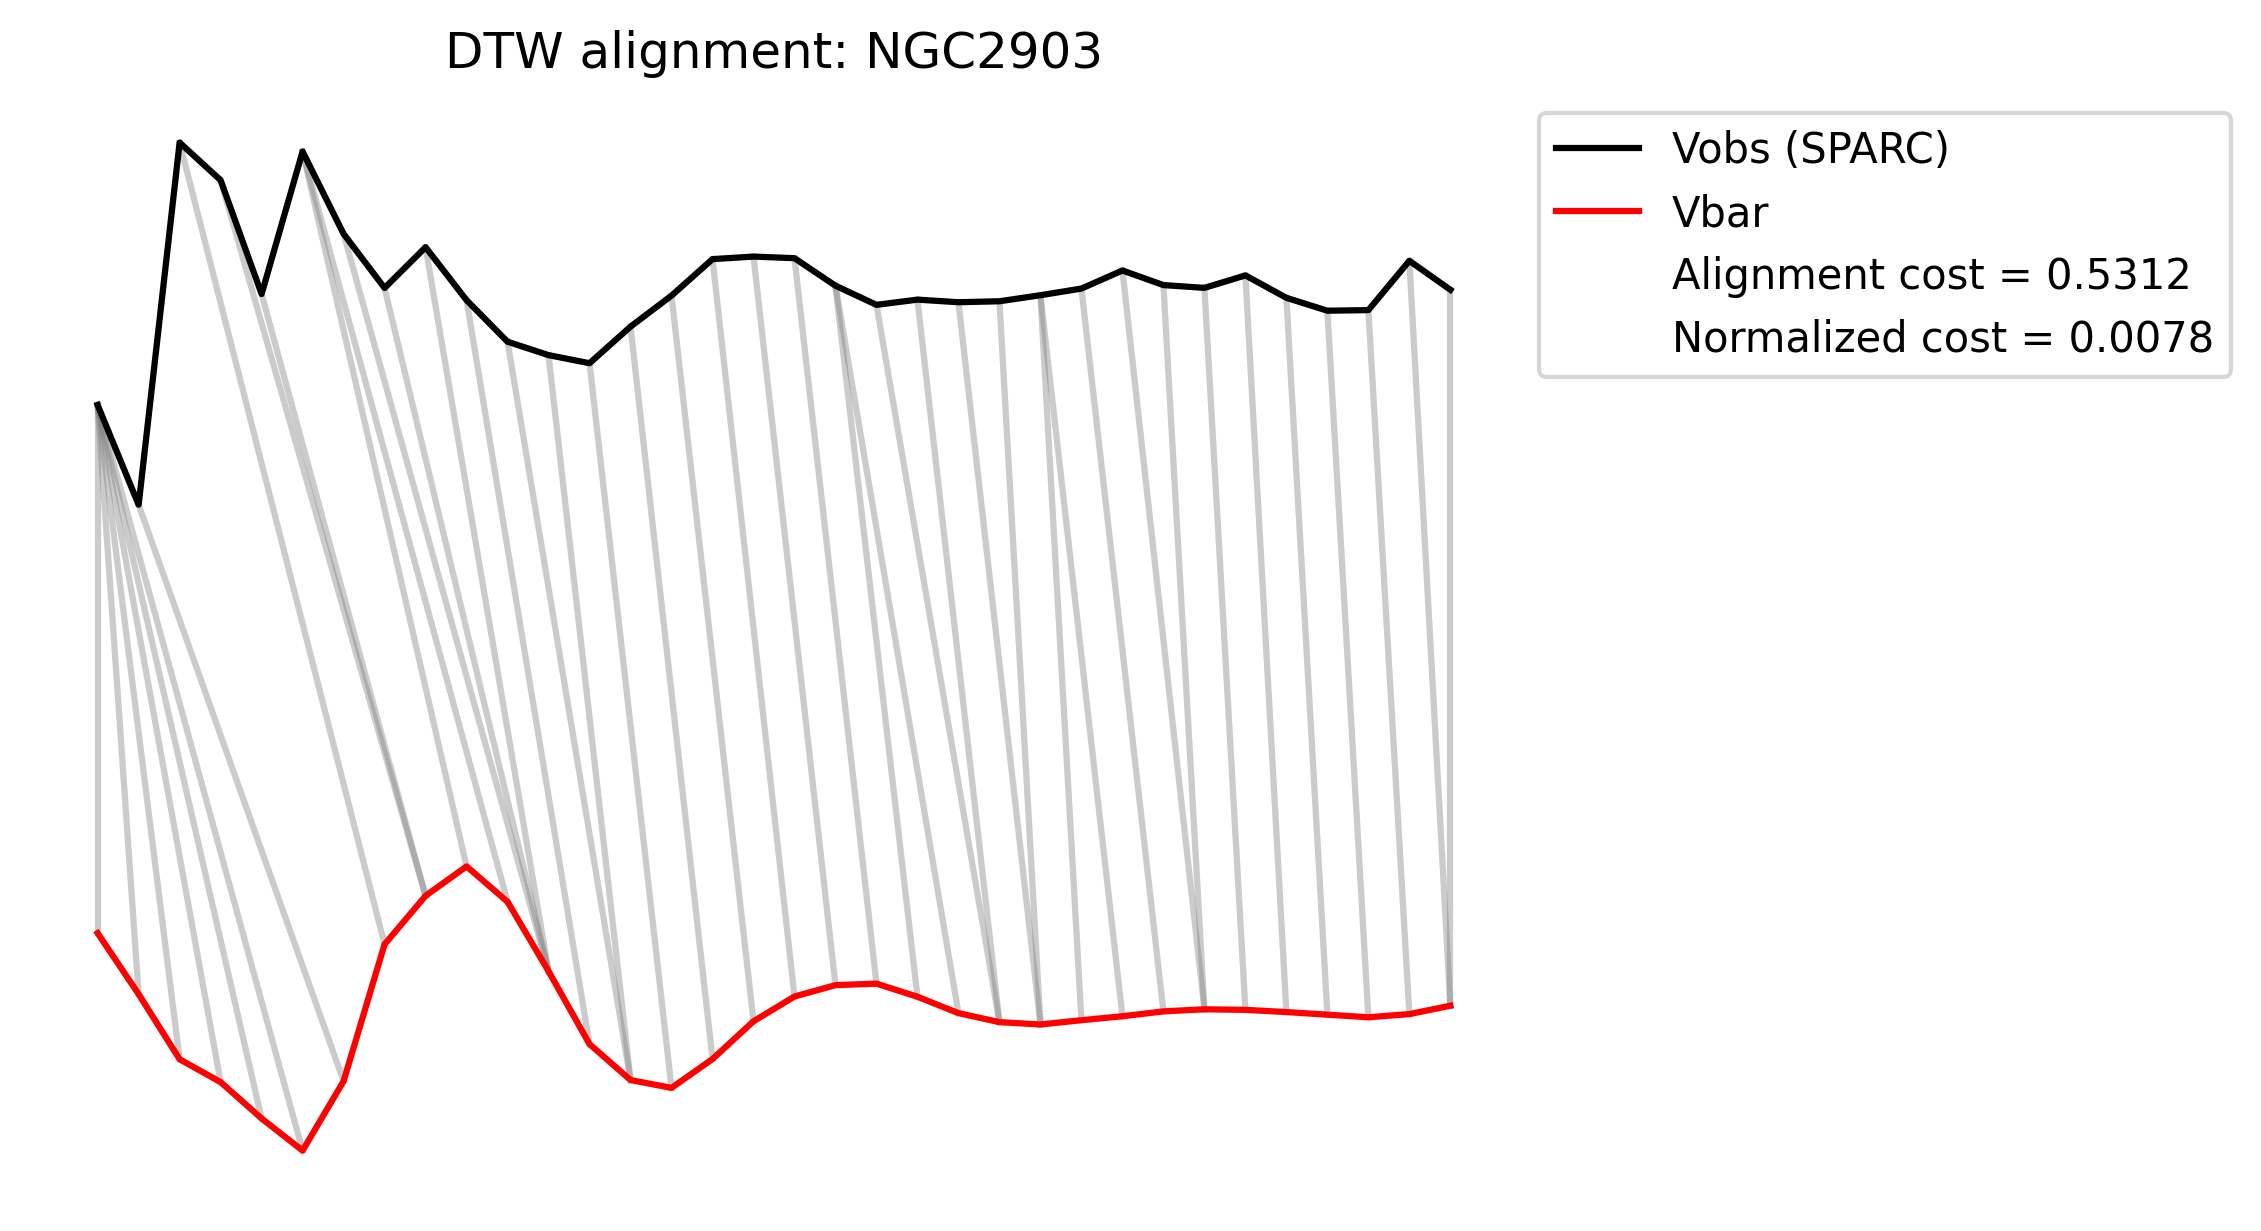 DTW alignment: NGC2903
Vobs (SPARC)
Vbar
Alignment cost = 0.5312
Normalized cost = 0.0078